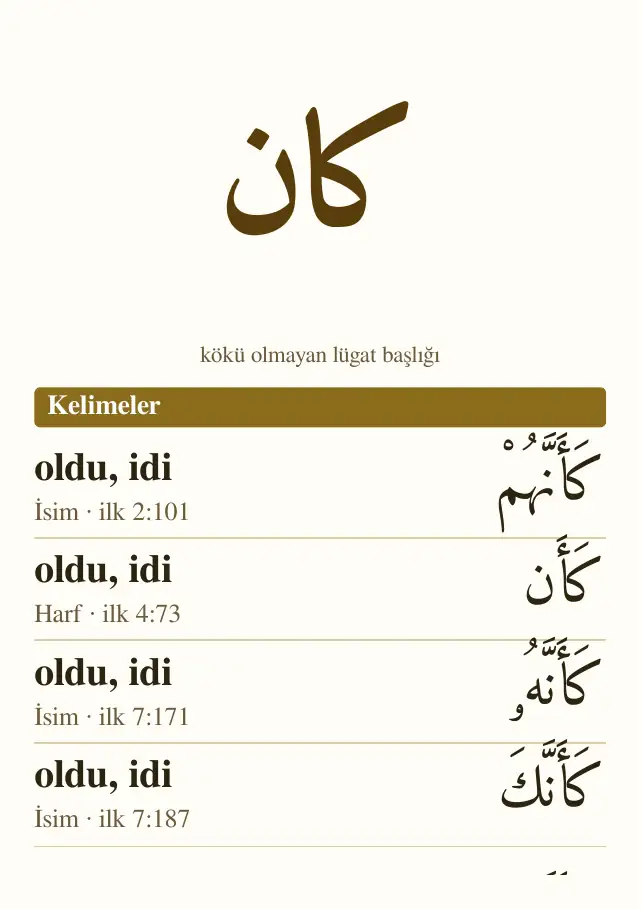 كان
kökü olmayan lügat başlığı
Kelimeler
oldu, idi كَأَنَّهُمْ
İsim · ilk 2:101
oldu, idi كَأَن
Harf · ilk 4:73
oldu, idi كَأَنَّهُۥ
İsim · ilk 7:171
oldu, idi كَأَنَّكَ
İsim · ilk 7:187